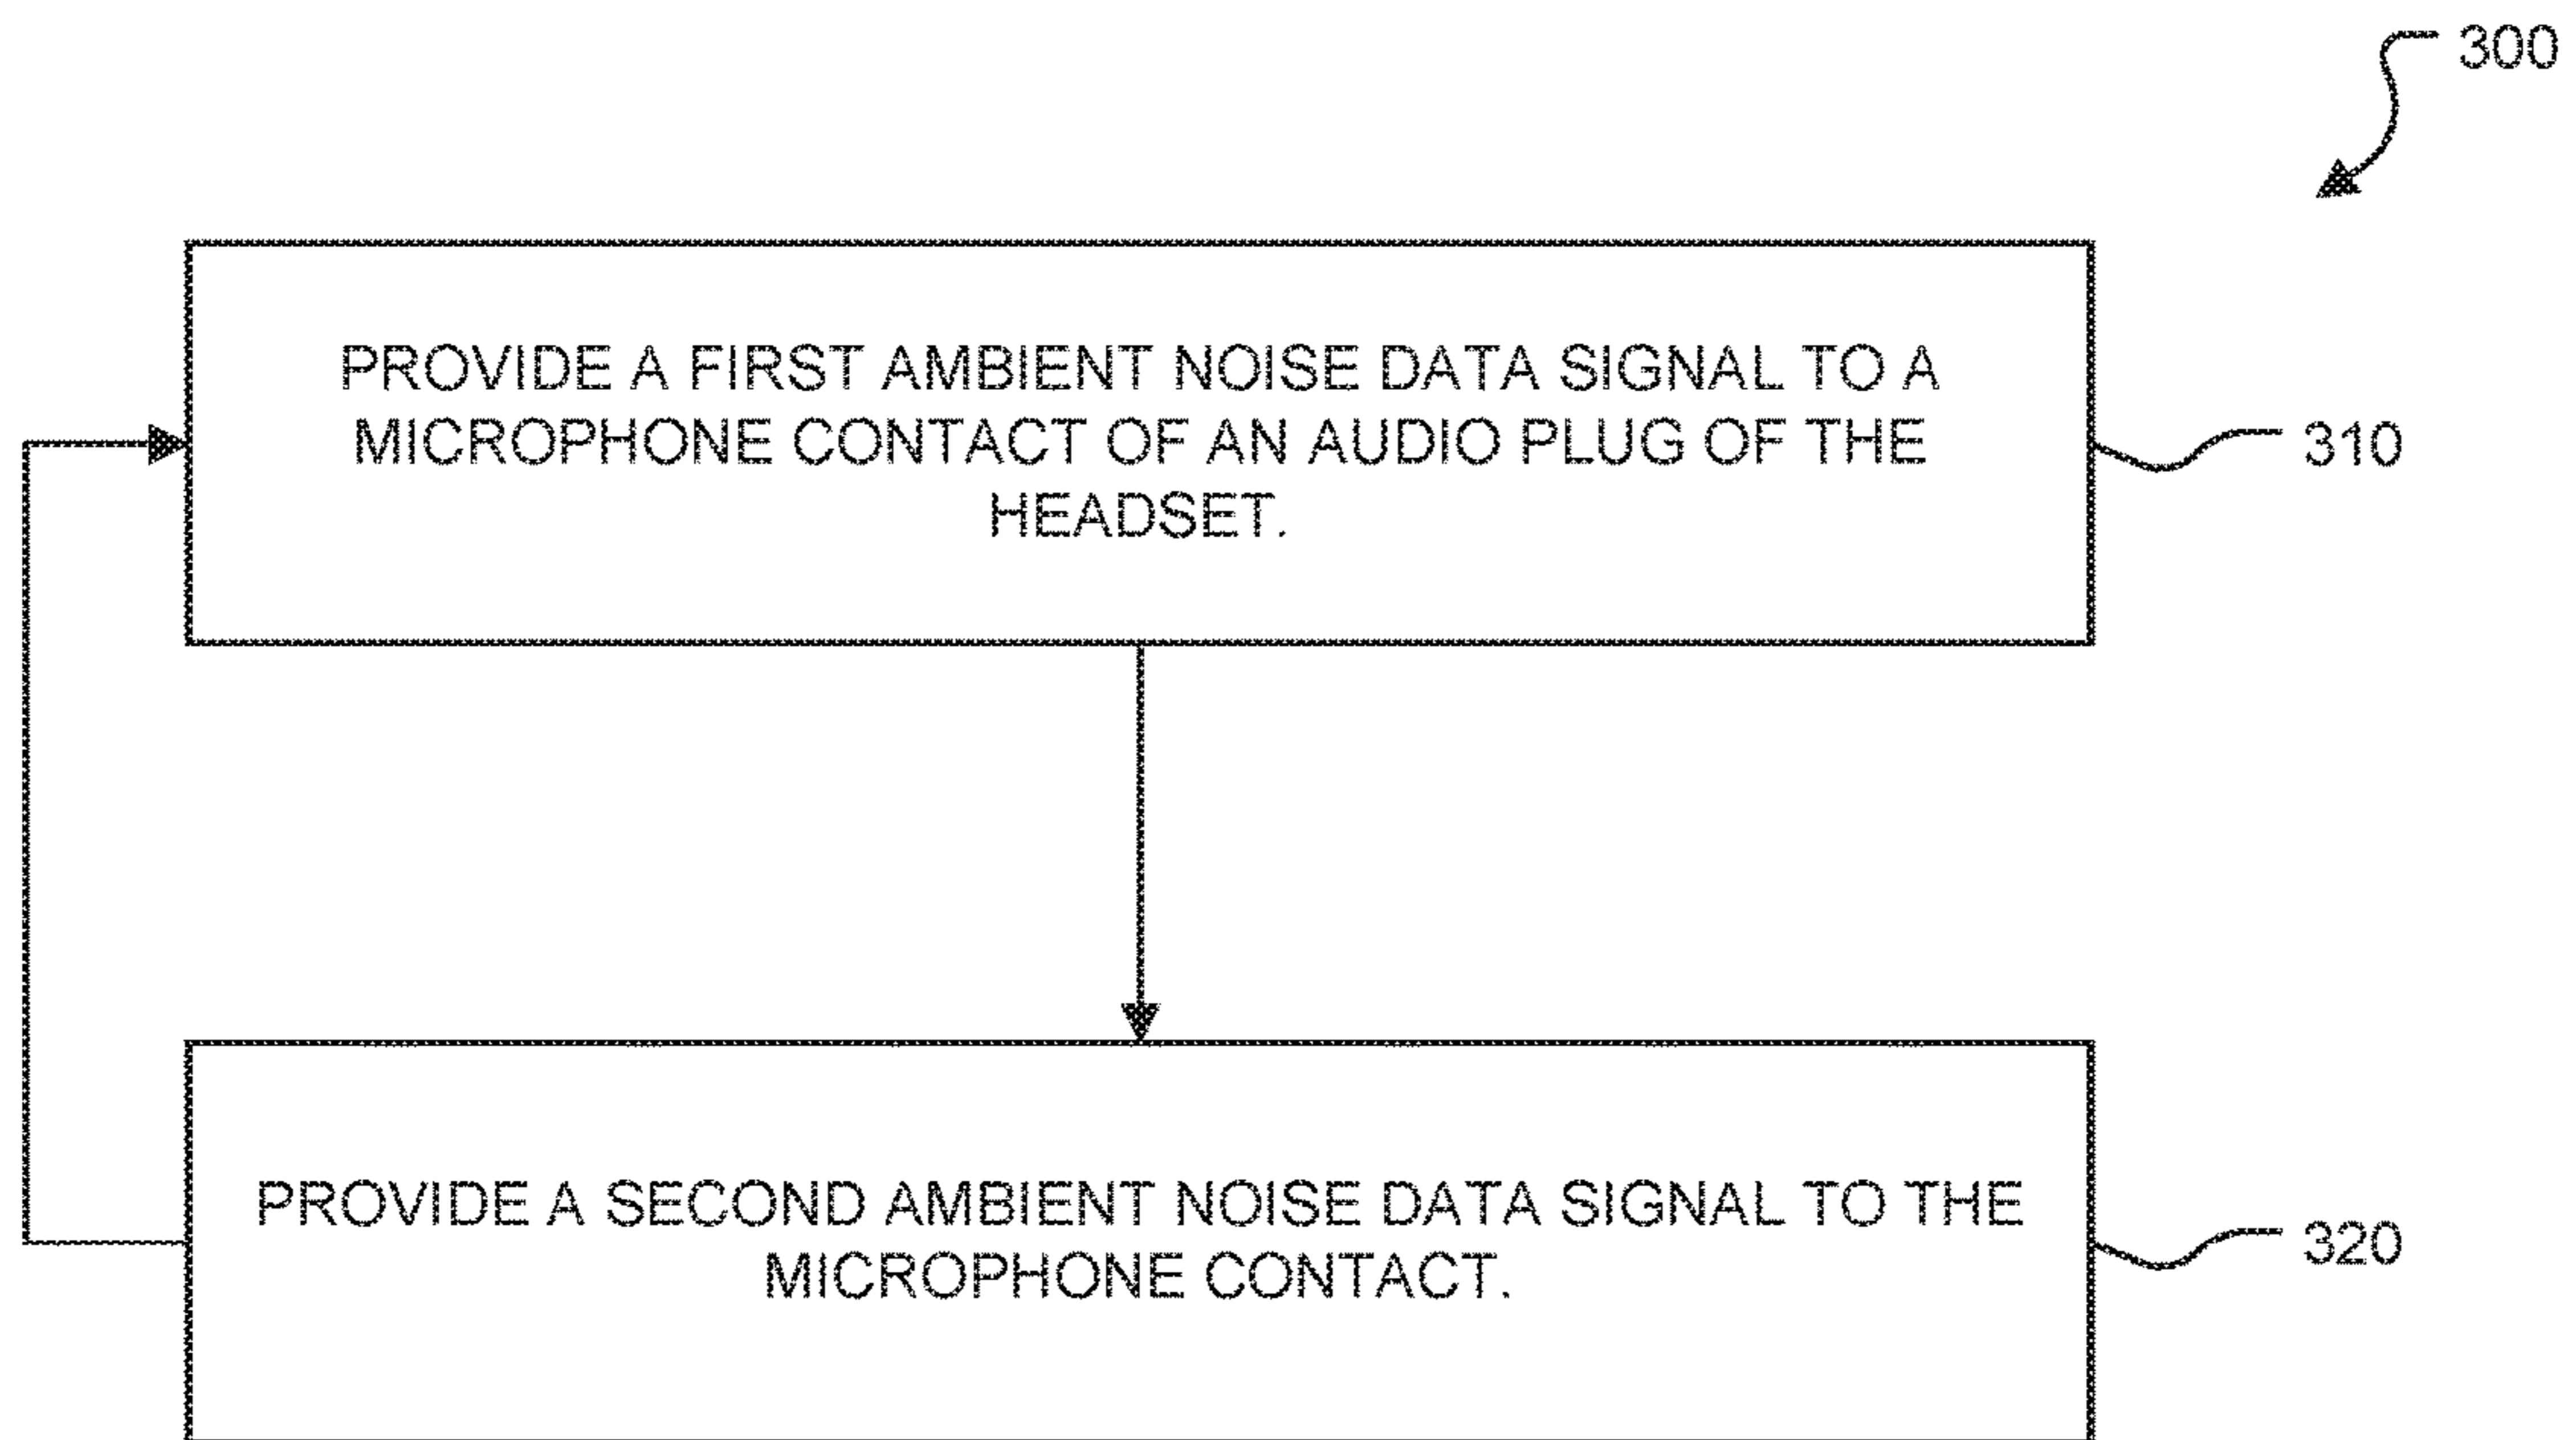 300
PROVIDE A FIRST AMBIENT NOISE DATA SIGNAL TO A
MICROPHONE CONTACT OF AN AUDIO PLUG OF THE
HEADSET.
310
PROVIDE A SECOND AMBIENT NOISE DATA SIGNAL TO THE
MICROPHONE CONTACT.
320